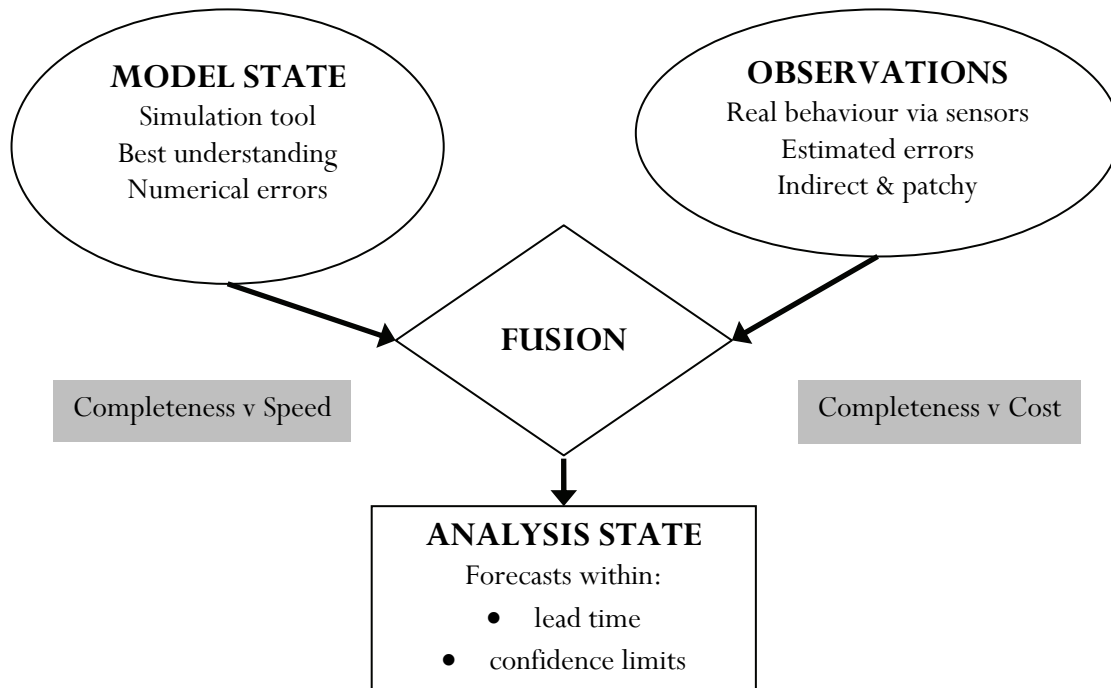 MODEL STATE
Simulation tool
Best understanding
Numerical errors
OBSERVATIONS
Real behaviour via sensors
Estimated errors
Indirect & patchy
FUSION
Completeness v Speed
Completeness v Cost
ANALYSIS STATE
Forecasts within:
• lead time
• confidence limits